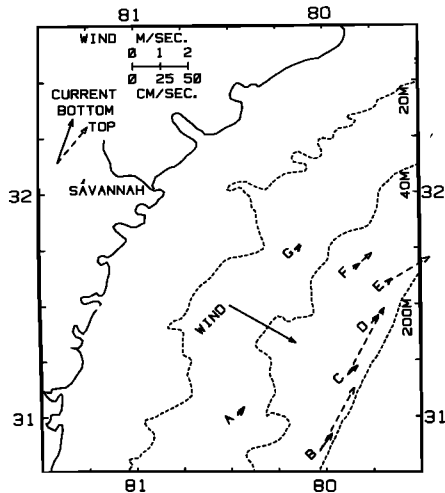 81 80
WIND M/SEC.
0 1 2
0 25 50
CM/SEC.
CURRENT
BOTTOM
TOP
20M
SAVANNAH
32 40M 32
G
F
E
200M
WIND
D
C
A
31 31
B
81 80